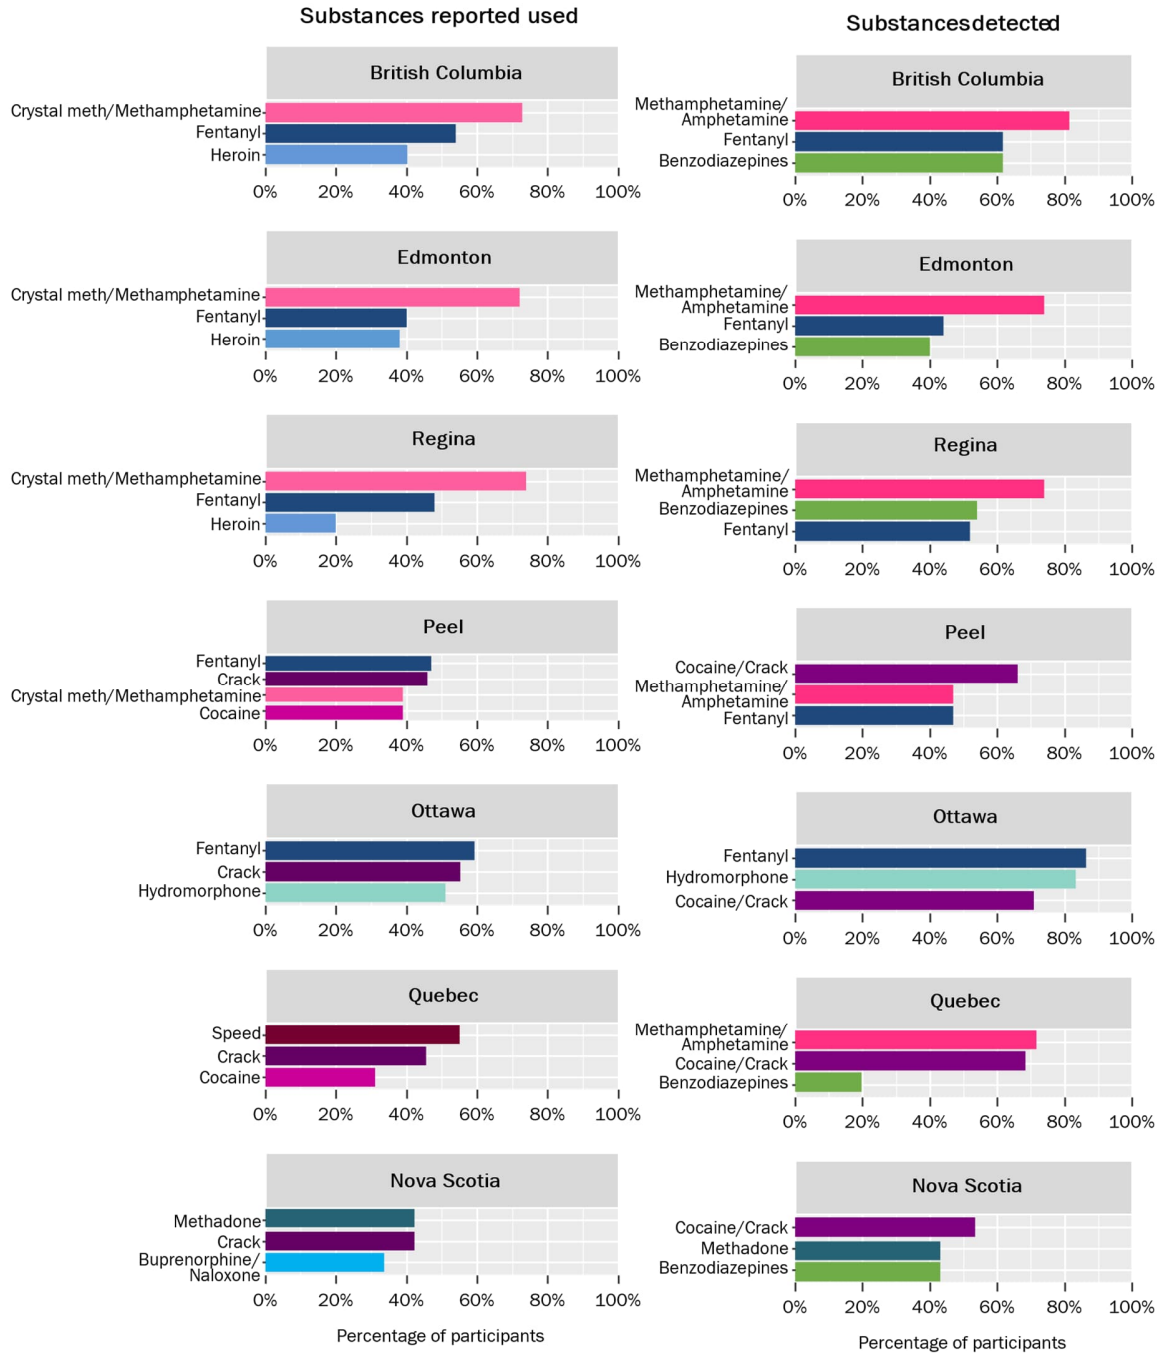 Substances reported used
British Columbia
Crystal meth/Methamphetamine
Fentanyl
Heroin
0% 20% 40% 60% 80% 100%
Edmonton
Crystal meth/Methamphetamine
Fentanyl
Heroin
0% 20% 40% 60% 80% 100%
Regina
Crystal meth/Methamphetamine
Fentanyl
Heroin
0% 20% 40% 60% 80% 100%
Peel
Fentanyl
Crack
Crystal meth/Methamphetamine
Cocaine
0% 20% 40% 60% 80% 100%
Ottawa
Fentanyl
Crack
Hydromorphone
0% 20% 40% 60% 80% 100%
Quebec
Speed
Crack
Cocaine
0% 20% 40% 60% 80% 100%
Nova Scotia
Methadone
Crack
Buprenorphine/
Naloxone
0% 20% 40% 60% 80% 100%
Percentage of participants
Substancesdetected
British Columbia
Methamphetamine/
Amphetamine
Fentanyl
Benzodiazepines
0% 20% 40% 60% 80% 100%
Edmonton
Methamphetamine/
Amphetamine
Fentanyl
Benzodiazepines
0% 20% 40% 60% 80% 100%
Regina
Methamphetamine/
Amphetamine
Benzodiazepines
Fentanyl
0% 20% 40% 60% 80% 100%
Peel
Cocaine/Crack
Methamphetamine/
Amphetamine
Fentanyl
0% 20% 40% 60% 80% 100%
Ottawa
Fentanyl
Hydromorphone
Cocaine/Crack
0% 20% 40% 60% 80% 100%
Quebec
Methamphetamine/
Amphetamine
Cocaine/Crack
Benzodiazepines
0% 20% 40% 60% 80% 100%
Nova Scotia
Cocaine/Crack
Methadone
Benzodiazepines
0% 20% 40% 60% 80% 100%
Percentage of participants